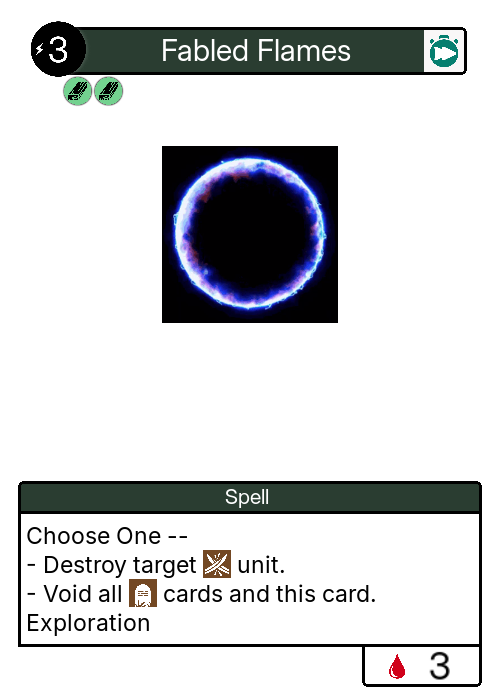 3
Fabled Flames
Spell
Choose One --
- Destroy target unit.
- Void all cards and this card.
Exploration
3